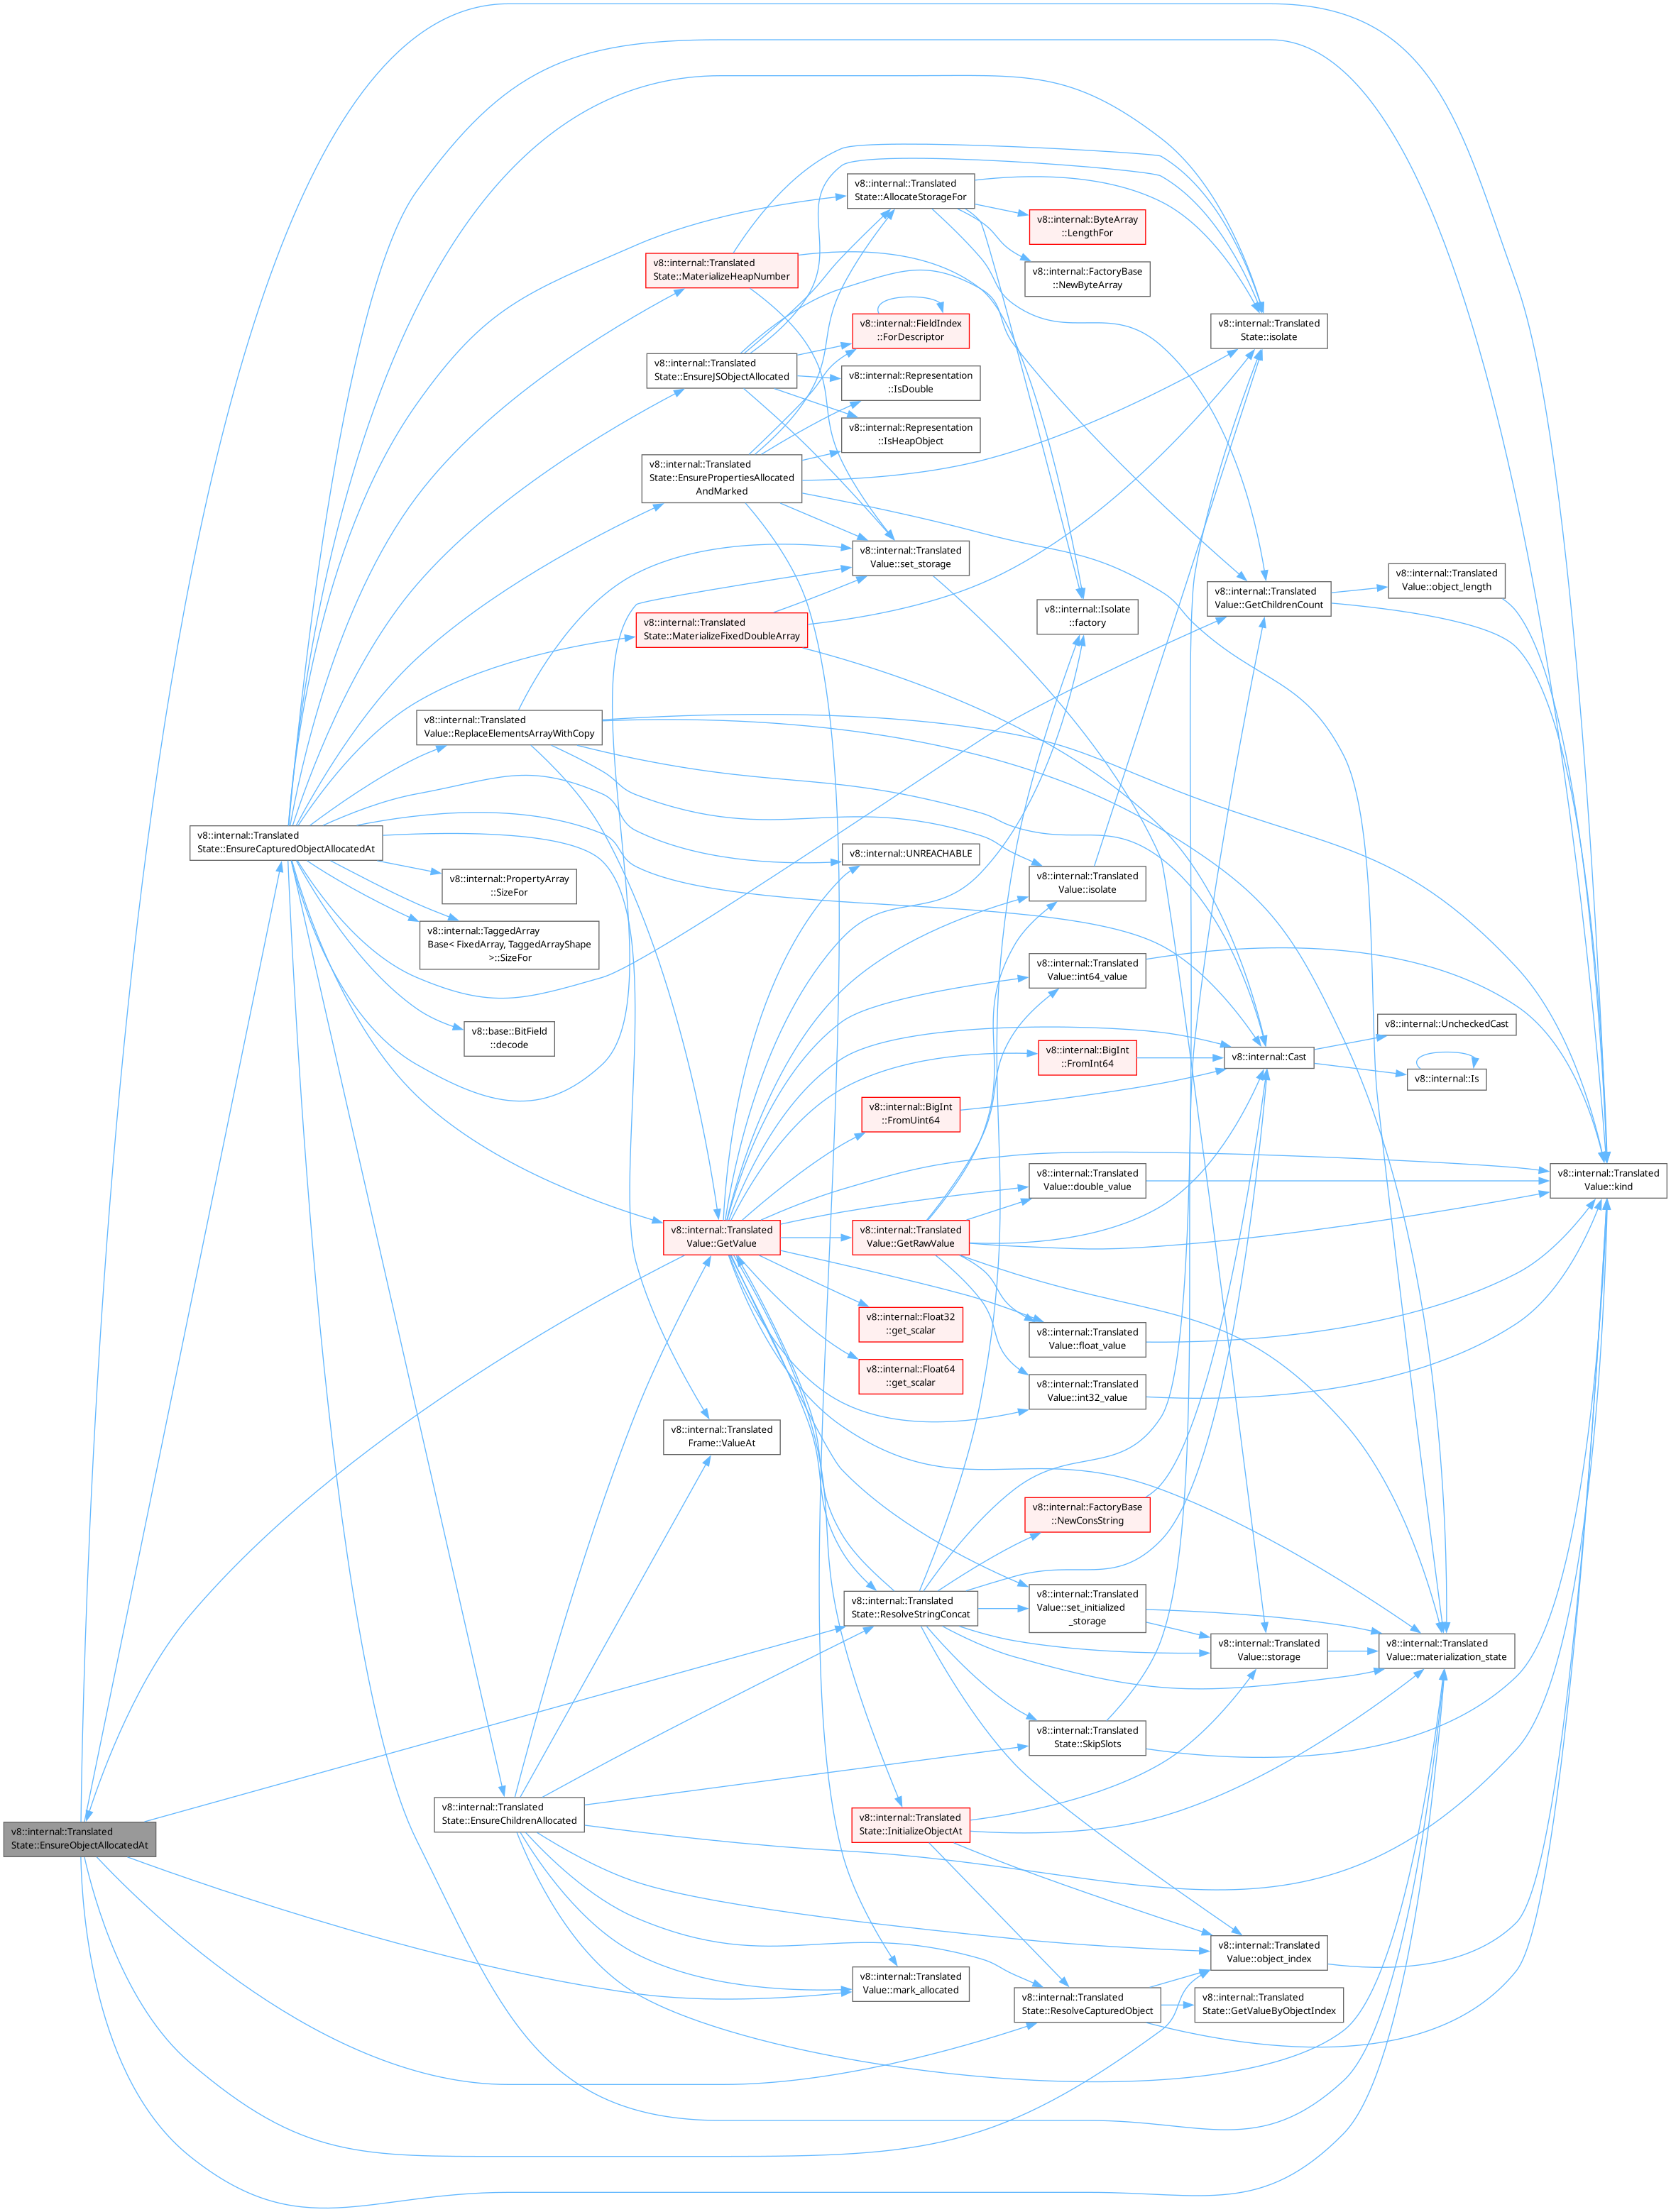 v8::internal::Translated
State::AllocateStorageFor
v8::internal::ByteArray
::LengthFor
v8::internal::Translated
State::MaterializeHeapNumber
v8::internal::FactoryBase
::NewByteArray
v8::internal::FieldIndex
::ForDescriptor
v8::internal::Translated
State::isolate
v8::internal::Translated
State::EnsureJSObjectAllocated
v8::internal::Representation
::IsDouble
v8::internal::Representation
::IsHeapObject
v8::internal::Translated
State::EnsurePropertiesAllocated
AndMarked
v8::internal::Translated
Value::set_storage
v8::internal::Translated
Value::object_length
v8::internal::Translated
Value::GetChildrenCount
v8::internal::Isolate
::factory
v8::internal::Translated
State::MaterializeFixedDoubleArray
v8::internal::Translated
Value::ReplaceElementsArrayWithCopy
v8::internal::Translated
State::EnsureCapturedObjectAllocatedAt
v8::internal::UNREACHABLE
v8::internal::PropertyArray
::SizeFor
v8::internal::Translated
Value::isolate
v8::internal::TaggedArray
Base< FixedArray, TaggedArrayShape
>::SizeFor
v8::internal::Translated
Value::int64_value
v8::internal::UncheckedCast
v8::base::BitField
::decode
v8::internal::BigInt
::FromInt64
v8::internal::Cast
v8::internal::Is
v8::internal::BigInt
::FromUint64
v8::internal::Translated
Value::double_value
v8::internal::Translated
Value::kind
v8::internal::Translated
Value::GetValue
v8::internal::Translated
Value::GetRawValue
v8::internal::Float32
::get_scalar
v8::internal::Translated
Value::float_value
v8::internal::Float64
::get_scalar
v8::internal::Translated
Value::int32_value
v8::internal::Translated
Frame::ValueAt
v8::internal::FactoryBase
::NewConsString
v8::internal::Translated
State::ResolveStringConcat
v8::internal::Translated
Value::set_initialized
_storage
v8::internal::Translated
Value::storage
v8::internal::Translated
Value::materialization_state
v8::internal::Translated
State::SkipSlots
v8::internal::Translated
State::EnsureObjectAllocatedAt
v8::internal::Translated
State::EnsureChildrenAllocated
v8::internal::Translated
State::InitializeObjectAt
v8::internal::Translated
Value::object_index
v8::internal::Translated
Value::mark_allocated
v8::internal::Translated
State::ResolveCapturedObject
v8::internal::Translated
State::GetValueByObjectIndex